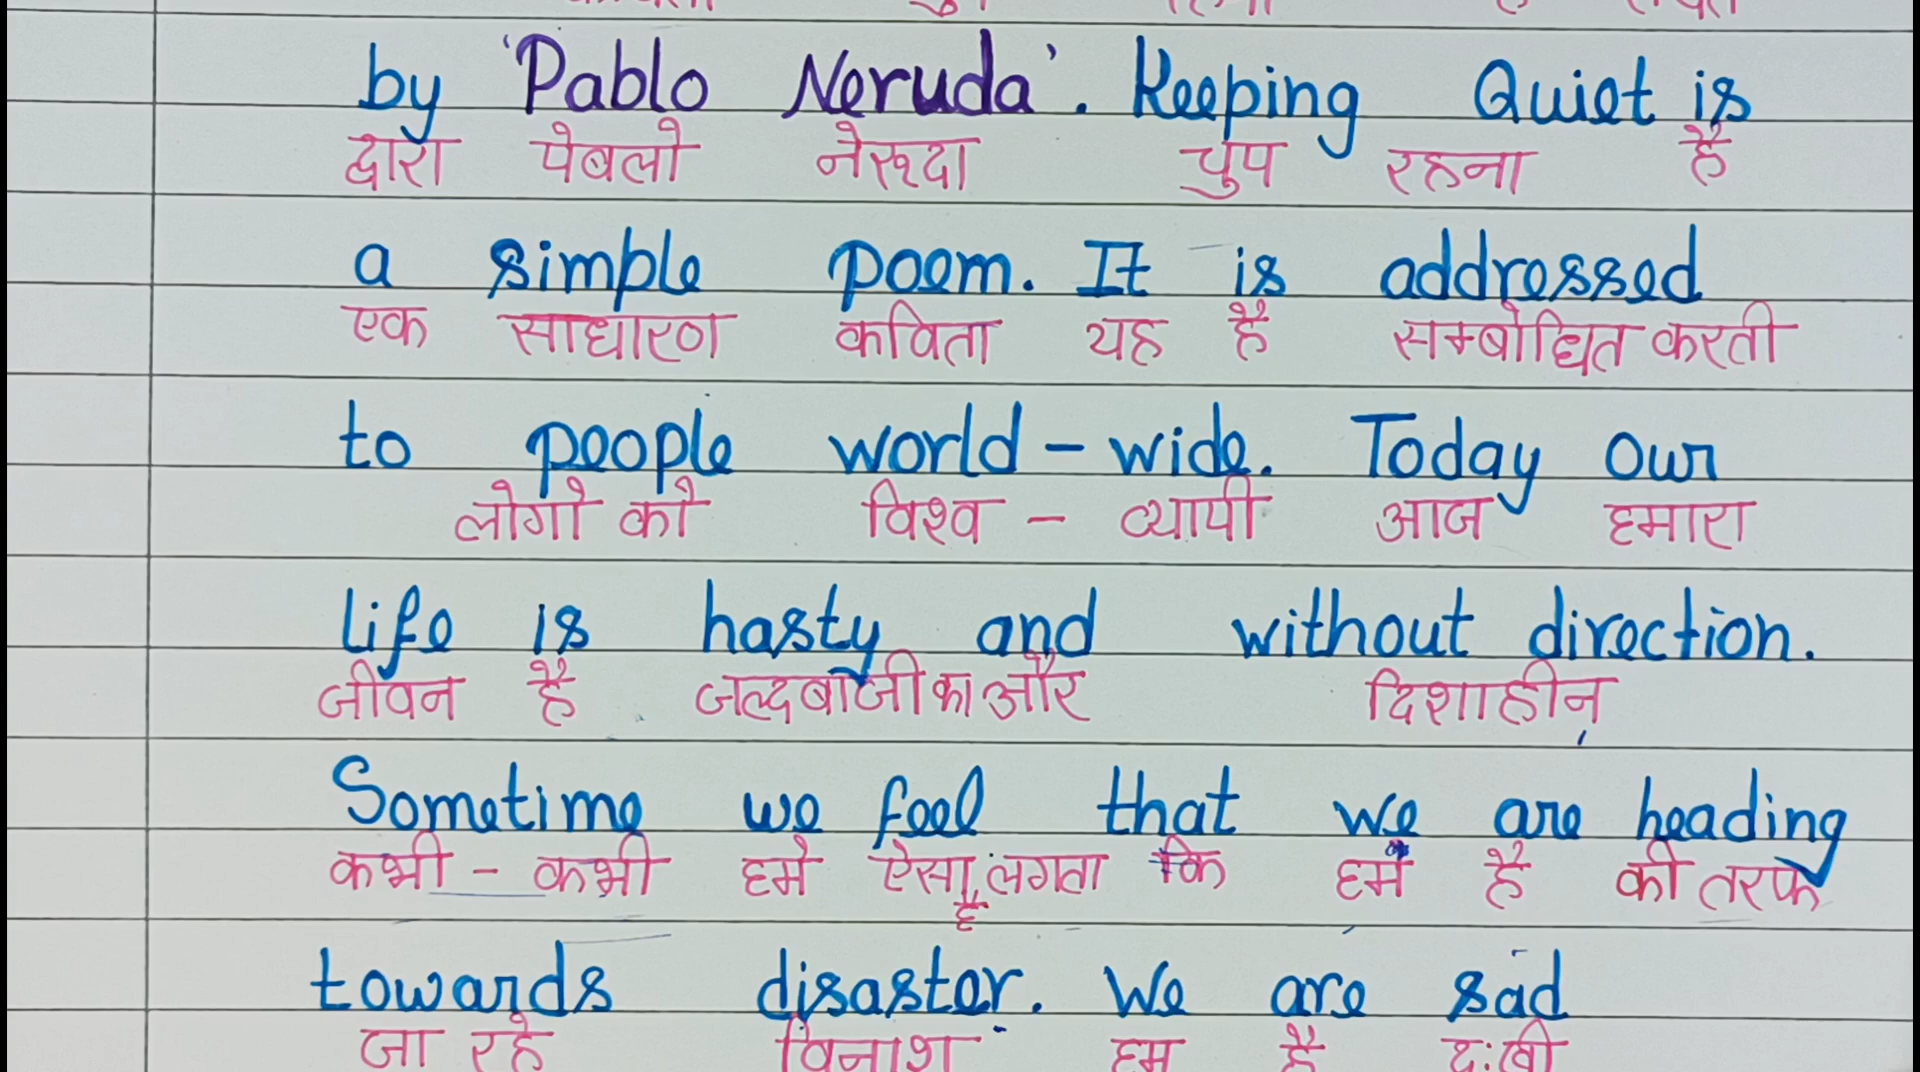 by 'Pablo Neruda'. Keeping Quiet is
द्वारा पेबलो नेरूदा चुप रहना है
a simple poem. It is addressed
एक साधारण कविता यह है सम्बोधित करती
to people world-wide. Today our
लोगो को विश्व - व्यापी आज हमारा
life is hasty and without direction.
जीवन है जल्दबाजी का और दिशाहीन
Sometime we feel that we are heading
कभी - कभी हमे ऐसा लगता है कि हम है की तरफ
towards disaster. We are sad
जा रहे विनाश हम है दुःखी